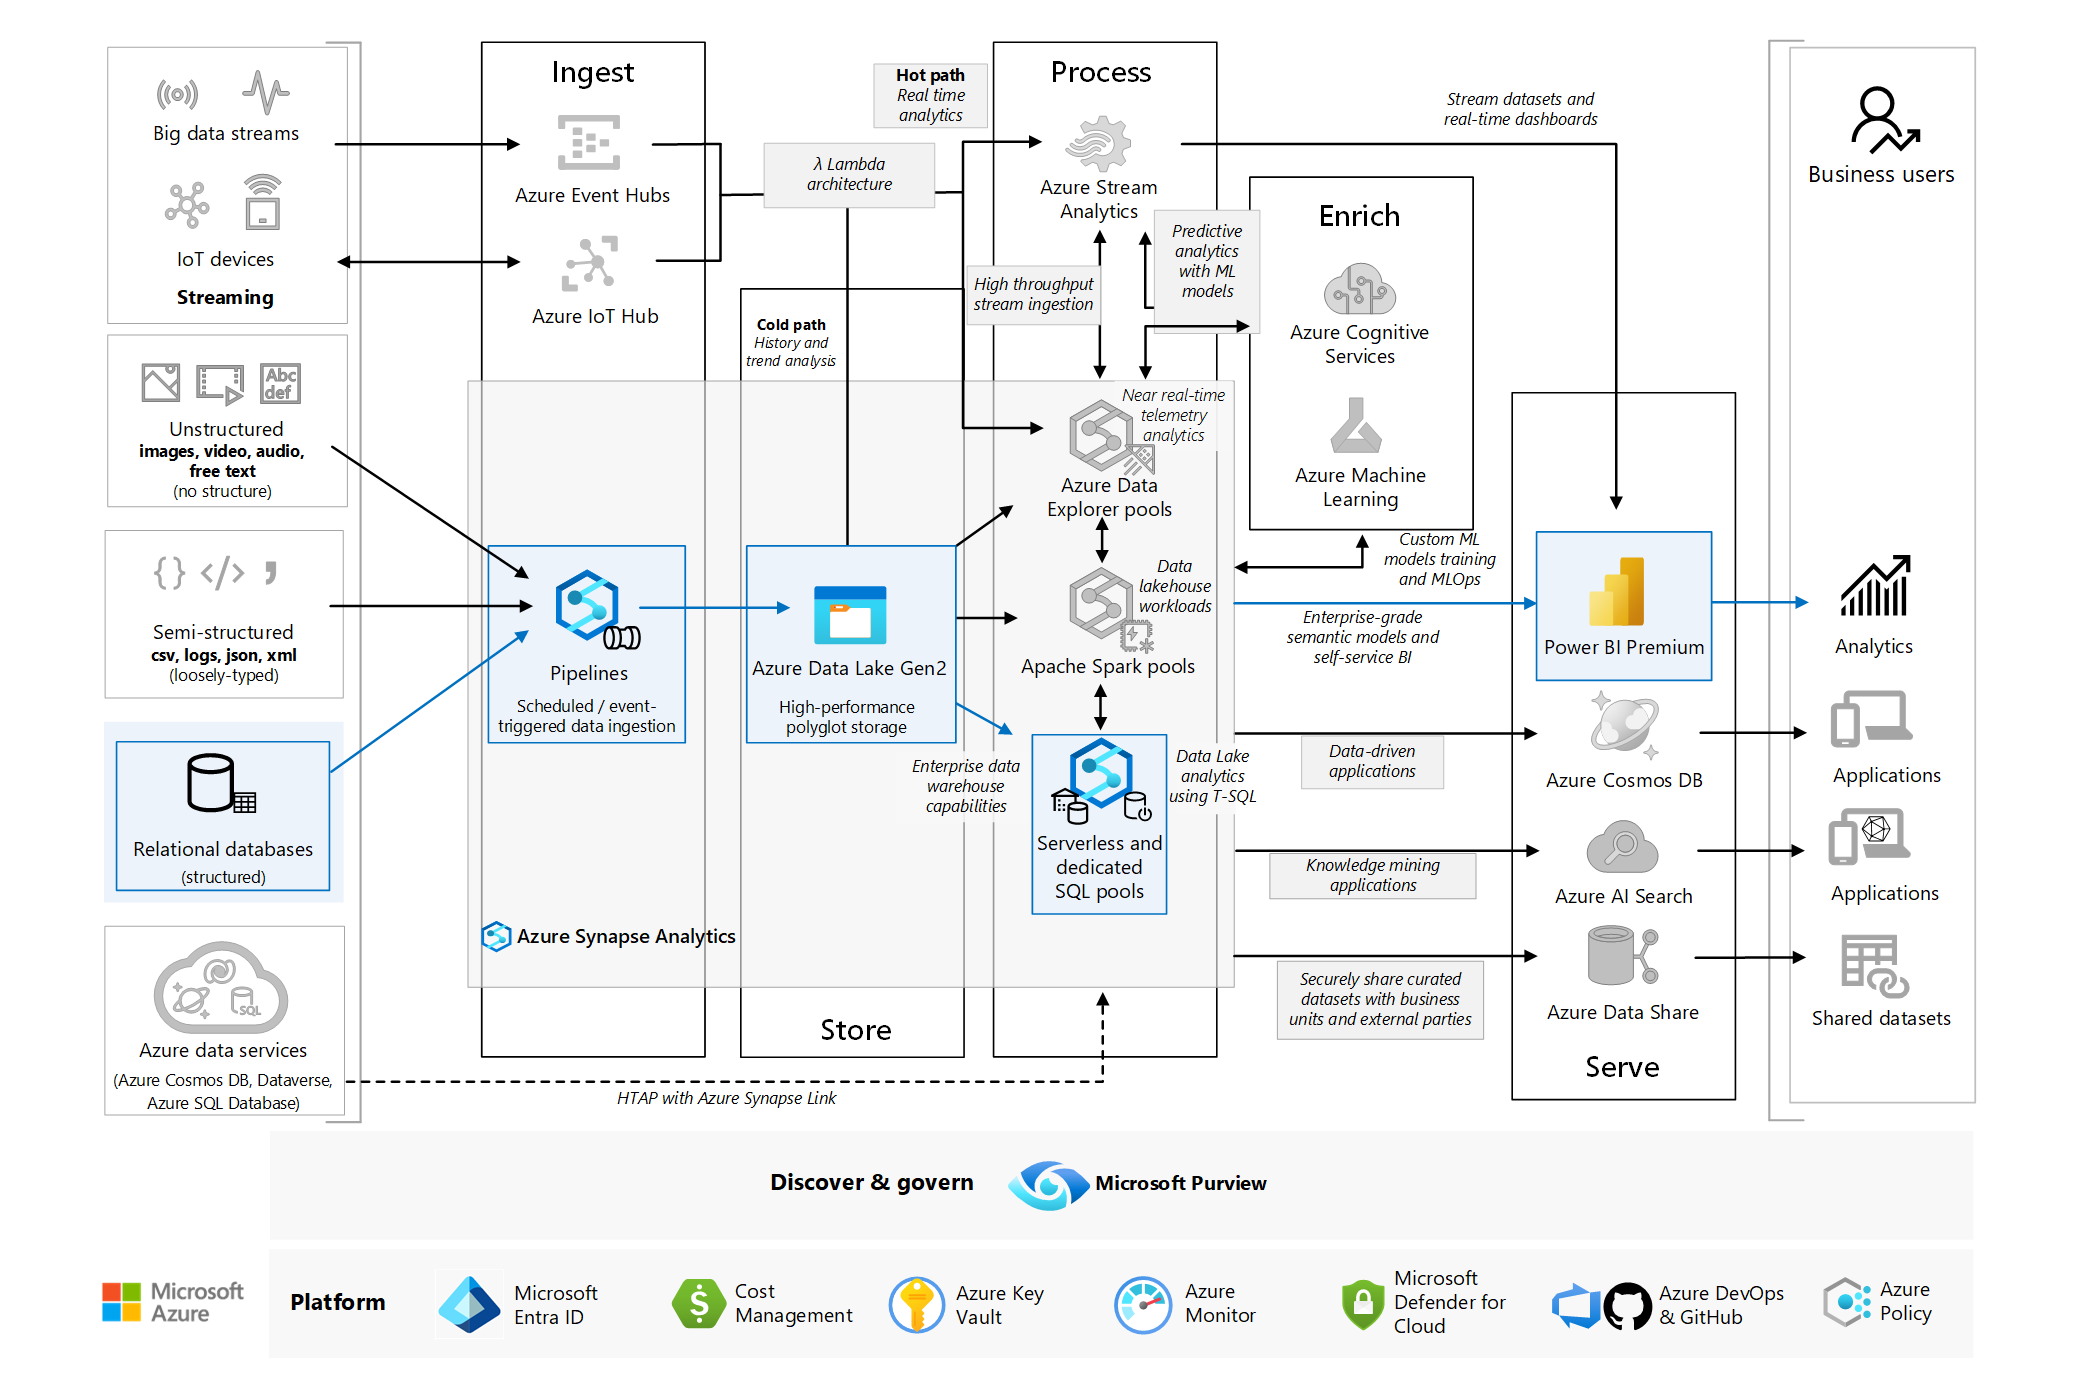 Big data streams
IoT devices
Streaming
Abc
def
Unstructured
images, video, audio,
free text
(no structure)
Semi-structured
csv, logs, json, xml
(loosely-typed)
Relational databases
(structured)
SQL
Azure data services
(Azure Cosmos DB, Dataverse,
Azure SQL Database)
Ingest
Azure Event Hubs
Azure IoT Hub
Pipelines
Scheduled / event-
triggered data ingestion
Azure Synapse Analytics
λ Lambda
architecture
Hot path
Real time
analytics
Cold path
History and
trend analysis
Azure Data Lake Gen2
High-performance
polyglot storage
Store
HTAP with Azure Synapse Link
Process
Azure Stream
Analytics
High throughput
stream ingestion
Predictive
analytics
with ML
models
Near real-time
telemetry
analytics
Azure Data
Explorer pools
Data
lakehouse
workloads
Apache Spark pools
Enterprise data
warehouse
capabilities
Data Lake
analytics
using T-SQL
Serverless and
dedicated
SQL pools
Stream datasets and
real-time dashboards
Enrich
Azure Cognitive
Services
Azure Machine
Learning
Custom ML
models training
and MLOps
Enterprise-grade
semantic models and
self-service BI
Data-driven
applications
Knowledge mining
applications
Securely share curated
datasets with business
units and external parties
Power BI Premium
Azure Cosmos DB
Azure AI Search
Azure Data Share
Serve
Business users
Analytics
Applications
Applications
Shared datasets
Discover & govern
Microsoft Purview
Microsoft
Azure
Platform
Microsoft
Entra ID
Cost
Management
Azure Key
Vault
Azure
Monitor
Microsoft
Defender for
Cloud
Azure DevOps
& GitHub
Azure
Policy